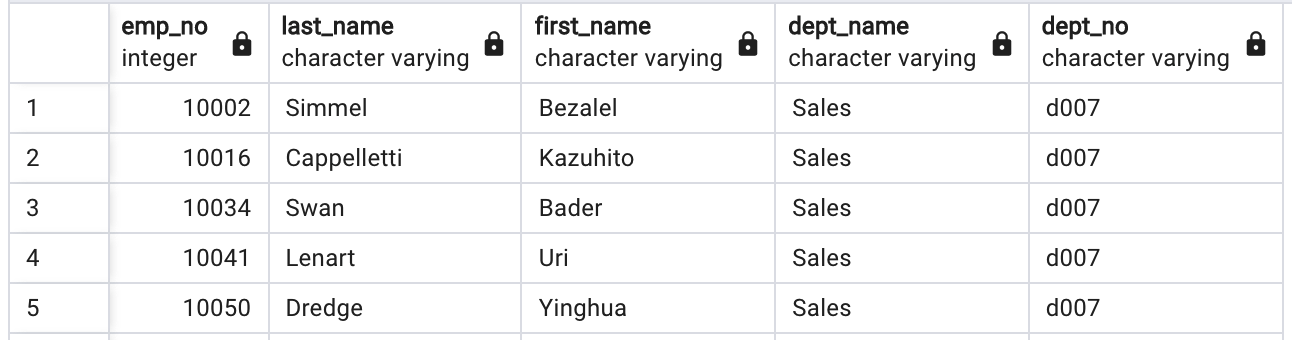 emp_no last_name first_name dept_name dept_no
integer character varying character varying character varying character varying
1 10002 Simmel Bezalel Sales d007
2 10016 Cappelletti Kazuhito Sales d007
3 10034 Swan Bader Sales d007
4 10041 Lenart Uri Sales d007
5 10050 Dredge Yinghua Sales d007